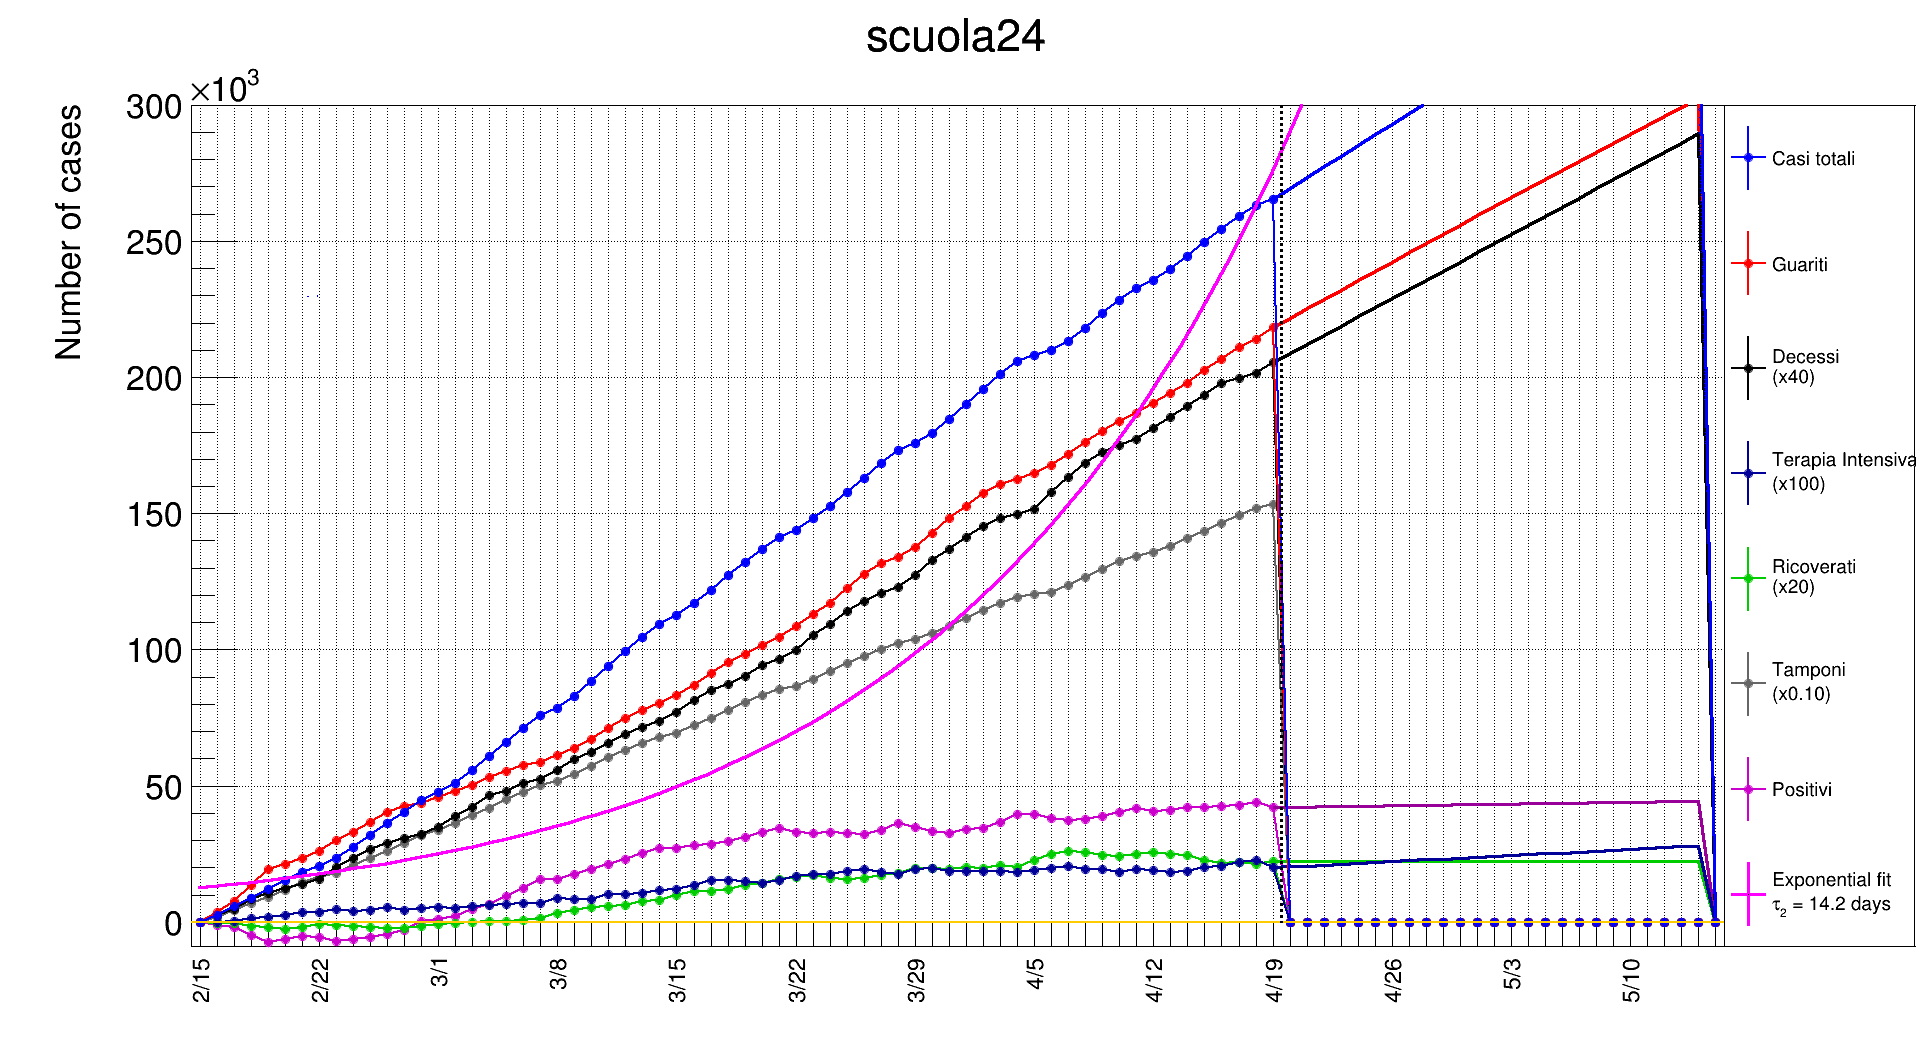 scuola24
×10³
Number of cases
300
250
200
150
100
50
0
2/15
2/22
3/1
3/8
3/15
3/22
3/29
4/5
4/12
4/19
4/26
5/3
5/10
Casi totali
Guariti
Decessi
(x40)
Terapia Intensiva
(x100)
Ricoverati
(x20)
Tamponi
(x0.10)
Positivi
Exponential fit
τ₂ = 14.2 days